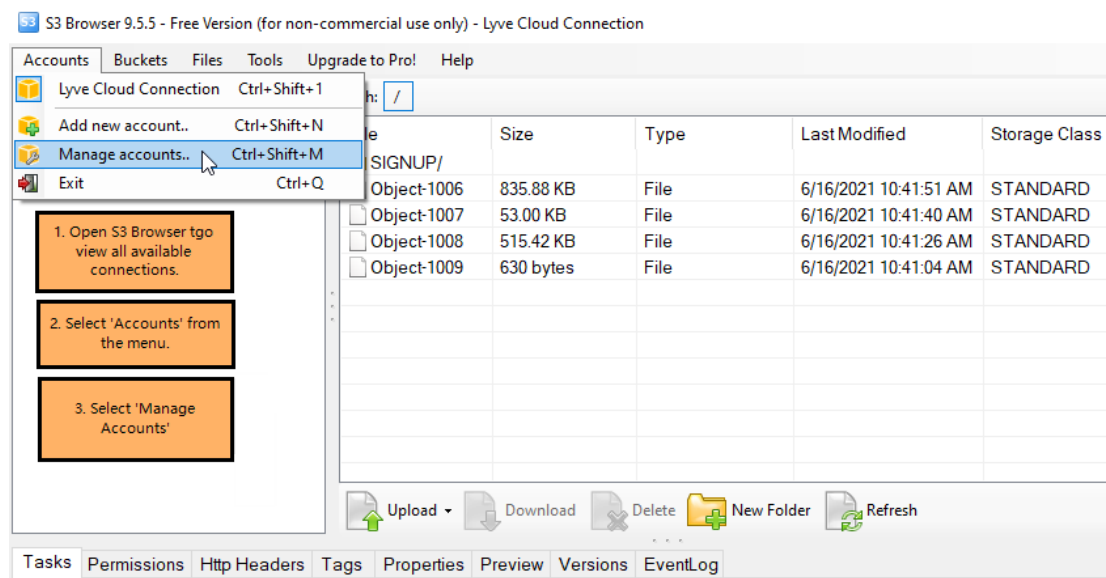 S3 S3 Browser 9.5.5 - Free Version (for non-commercial use only) - Lyve Cloud Connection
Accounts Buckets Files Tools Upgrade to Pro! Help
Lyve Cloud Connection Ctrl+Shift+1
h: /
Add new account.. Ctrl+Shift+N
Manage accounts.. Ctrl+Shift+M
Exit Ctrl+Q
le Size Type Last Modified Storage Class
SIGNUP/
Object-1006 835.88 KB File 6/16/2021 10:41:51 AM STANDARD
Object-1007 53.00 KB File 6/16/2021 10:41:40 AM STANDARD
Object-1008 515.42 KB File 6/16/2021 10:41:26 AM STANDARD
Object-1009 630 bytes File 6/16/2021 10:41:04 AM STANDARD
1. Open S3 Browser tgo
view all available
connections.
2. Select 'Accounts' from
the menu.
3. Select 'Manage
Accounts'
Upload Download Delete New Folder Refresh
Tasks Permissions Http Headers Tags Properties Preview Versions EventLog